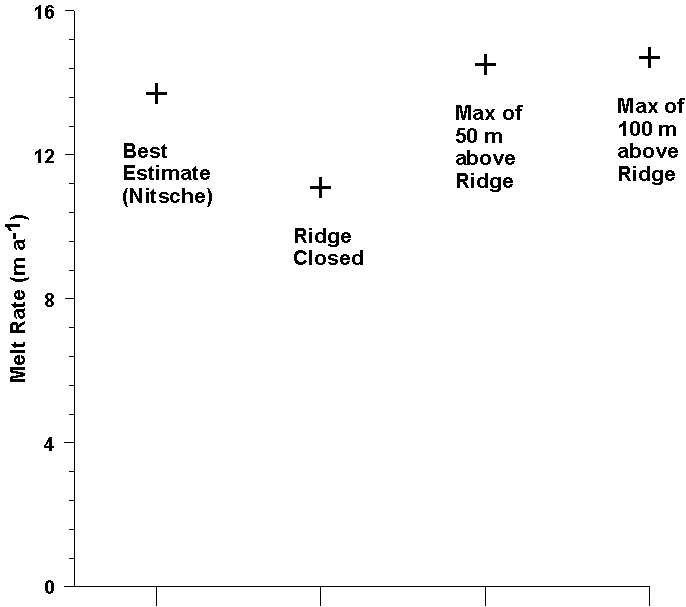 16
12
8
4
0
Melt Rate (m a-1)
Best
Estimate
(Nitsche)
Ridge
Closed
Max of
50 m
above
Ridge
Max of
100 m
above
Ridge